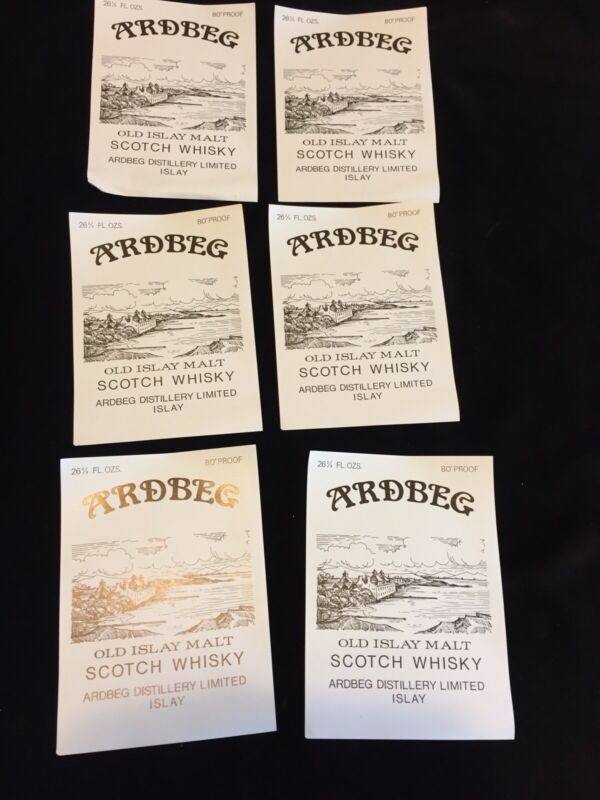 26⅔ FL.OZS. 80° PROOF
ARDBEG
OLD ISLAY MALT
SCOTCH WHISKY
ARDBEG DISTILLERY LIMITED
ISLAY
26⅔ FL.OZS. 80° PROOF
ARDBEG
OLD ISLAY MALT
SCOTCH WHISKY
ARDBEG DISTILLERY LIMITED
ISLAY
26⅔ FL.OZS. 80° PROOF
ARDBEG
OLD ISLAY MALT
SCOTCH WHISKY
ARDBEG DISTILLERY LIMITED
ISLAY
26⅔ FL.OZS. 80° PROOF
ARDBEG
OLD ISLAY MALT
SCOTCH WHISKY
ARDBEG DISTILLERY LIMITED
ISLAY
26⅔ FL.OZS. 80° PROOF
ARDBEG
OLD ISLAY MALT
SCOTCH WHISKY
ARDBEG DISTILLERY LIMITED
ISLAY
26⅔ FL.OZS. 80° PROOF
ARDBEG
OLD ISLAY MALT
SCOTCH WHISKY
ARDBEG DISTILLERY LIMITED
ISLAY